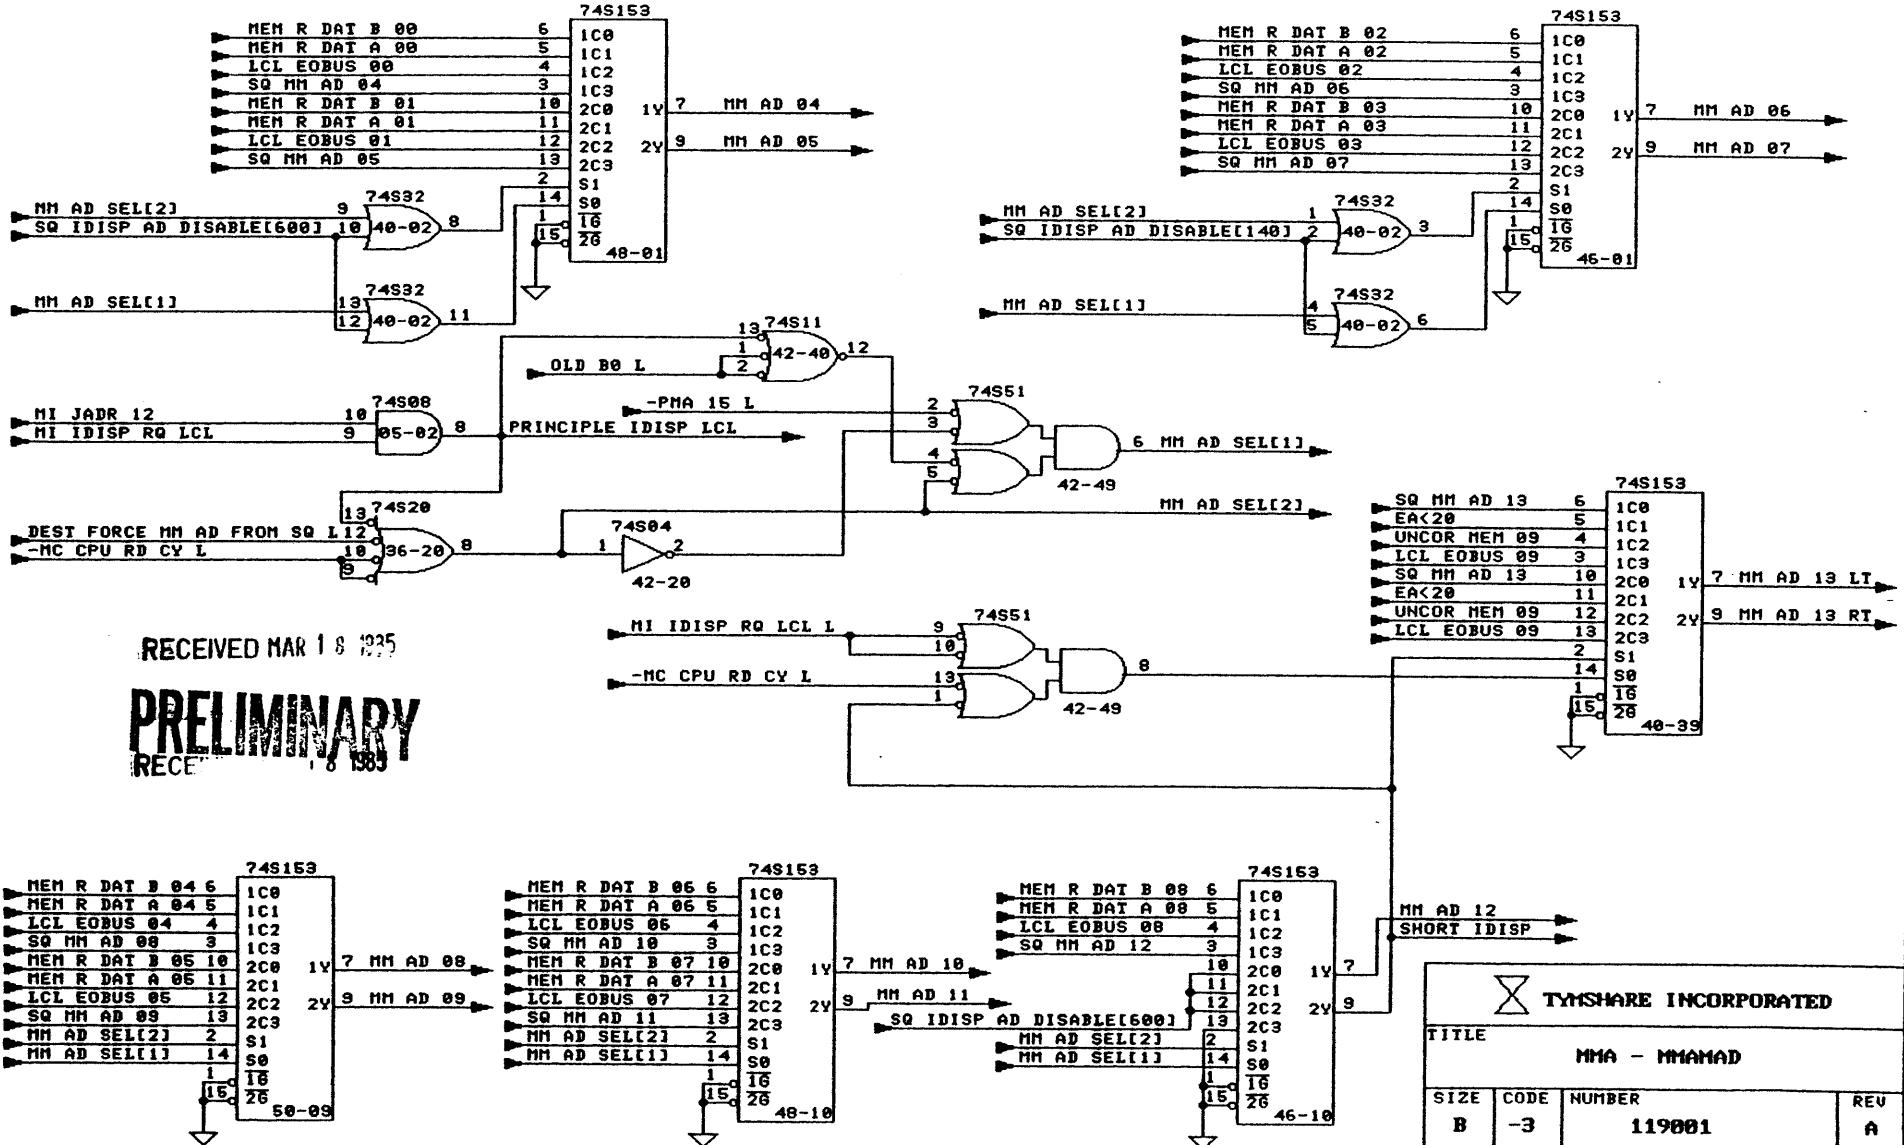 74S153
MEM R DAT B 00 6 1C0
MEM R DAT A 00 5 1C1
LCL EOBUS 00 4 1C2
SQ MM AD 04 3 1C3
MEM R DAT B 01 10 2C0 1Y 7 MM AD 04
MEM R DAT A 01 11 2C1
LCL EOBUS 01 12 2C2 2Y 9 MM AD 05
SQ MM AD 05 13 2C3
2 S1
14 S0
1 1G
15 2G
48-01
MM AD SEL[2] 9 74S32 8
SQ IDISP AD DISABLE[600] 10 40-02
MM AD SEL[1] 13 74S32 11
12 40-02
74S153
MEM R DAT B 02 6 1C0
MEM R DAT A 02 5 1C1
LCL EOBUS 02 4 1C2
SQ MM AD 06 3 1C3
MEM R DAT B 03 10 2C0 1Y 7 MM AD 06
MEM R DAT A 03 11 2C1
LCL EOBUS 03 12 2C2 2Y 9 MM AD 07
SQ MM AD 07 13 2C3
2 S1
14 S0
1 1G
15 2G
46-01
MM AD SEL[2] 1 74S32 3
SQ IDISP AD DISABLE[140] 2 40-02
MM AD SEL[1] 4 74S32 6
5 40-02
74S11
13
1 42-40 12
OLD B0 L 2
74S08
MI JADR 12 10
MI IDISP RQ LCL 9 05-02 8 PRINCIPLE IDISP LCL
-PMA 15 L 2 74S51
3
4
5
6 MM AD SEL[1]
42-49
MM AD SEL[2]
74S20
13
DEST FORCE MM AD FROM SQ L 12
-MC CPU RD CY L 10 36-20 8
9
74S04
1 2
42-20
74S51
MI IDISP RQ LCL L 9
10
-MC CPU RD CY L 13
1
8
42-49
74S153
SQ MM AD 13 6 1C0
EA<20 5 1C1
UNCOR MEM 09 4 1C2
LCL EOBUS 09 3 1C3
SQ MM AD 13 10 2C0 1Y 7 MM AD 13 LT
EA<20 11 2C1
UNCOR MEM 09 12 2C2 2Y 9 MM AD 13 RT
LCL EOBUS 09 13 2C3
2 S1
14 S0
1 1G
15 2G
40-39
RECEIVED MAR 18 1985
PRELIMINARY
74S153
MEM R DAT B 04 6 1C0
MEM R DAT A 04 5 1C1
LCL EOBUS 04 4 1C2
SQ MM AD 08 3 1C3
MEM R DAT B 05 10 2C0 1Y 7 MM AD 08
MEM R DAT A 05 11 2C1
LCL EOBUS 05 12 2C2 2Y 9 MM AD 09
SQ MM AD 09 13 2C3
MM AD SEL[2] 2 S1
MM AD SEL[1] 14 S0
1 1G
15 2G
50-09
74S153
MEM R DAT B 06 6 1C0
MEM R DAT A 06 5 1C1
LCL EOBUS 06 4 1C2
SQ MM AD 10 3 1C3
MEM R DAT B 07 10 2C0 1Y 7 MM AD 10
MEM R DAT A 07 11 2C1
LCL EOBUS 07 12 2C2 2Y 9 MM AD 11
SQ MM AD 11 13 2C3
MM AD SEL[2] 2 S1
MM AD SEL[1] 14 S0
1 1G
15 2G
48-10
74S153
MEM R DAT B 08 6 1C0
MEM R DAT A 08 5 1C1
LCL EOBUS 08 4 1C2
SQ MM AD 12 3 1C3
10 2C0 1Y 7 MM AD 12
11 2C1
12 2C2 2Y 9 SHORT IDISP
SQ IDISP AD DISABLE[600] 13 2C3
MM AD SEL[2] 2 S1
MM AD SEL[1] 14 S0
1 1G
15 2G
46-10
TYMSHARE INCORPORATED
TITLE
MMA - MMAMAD
SIZE CODE NUMBER REV
B -3 119001 A